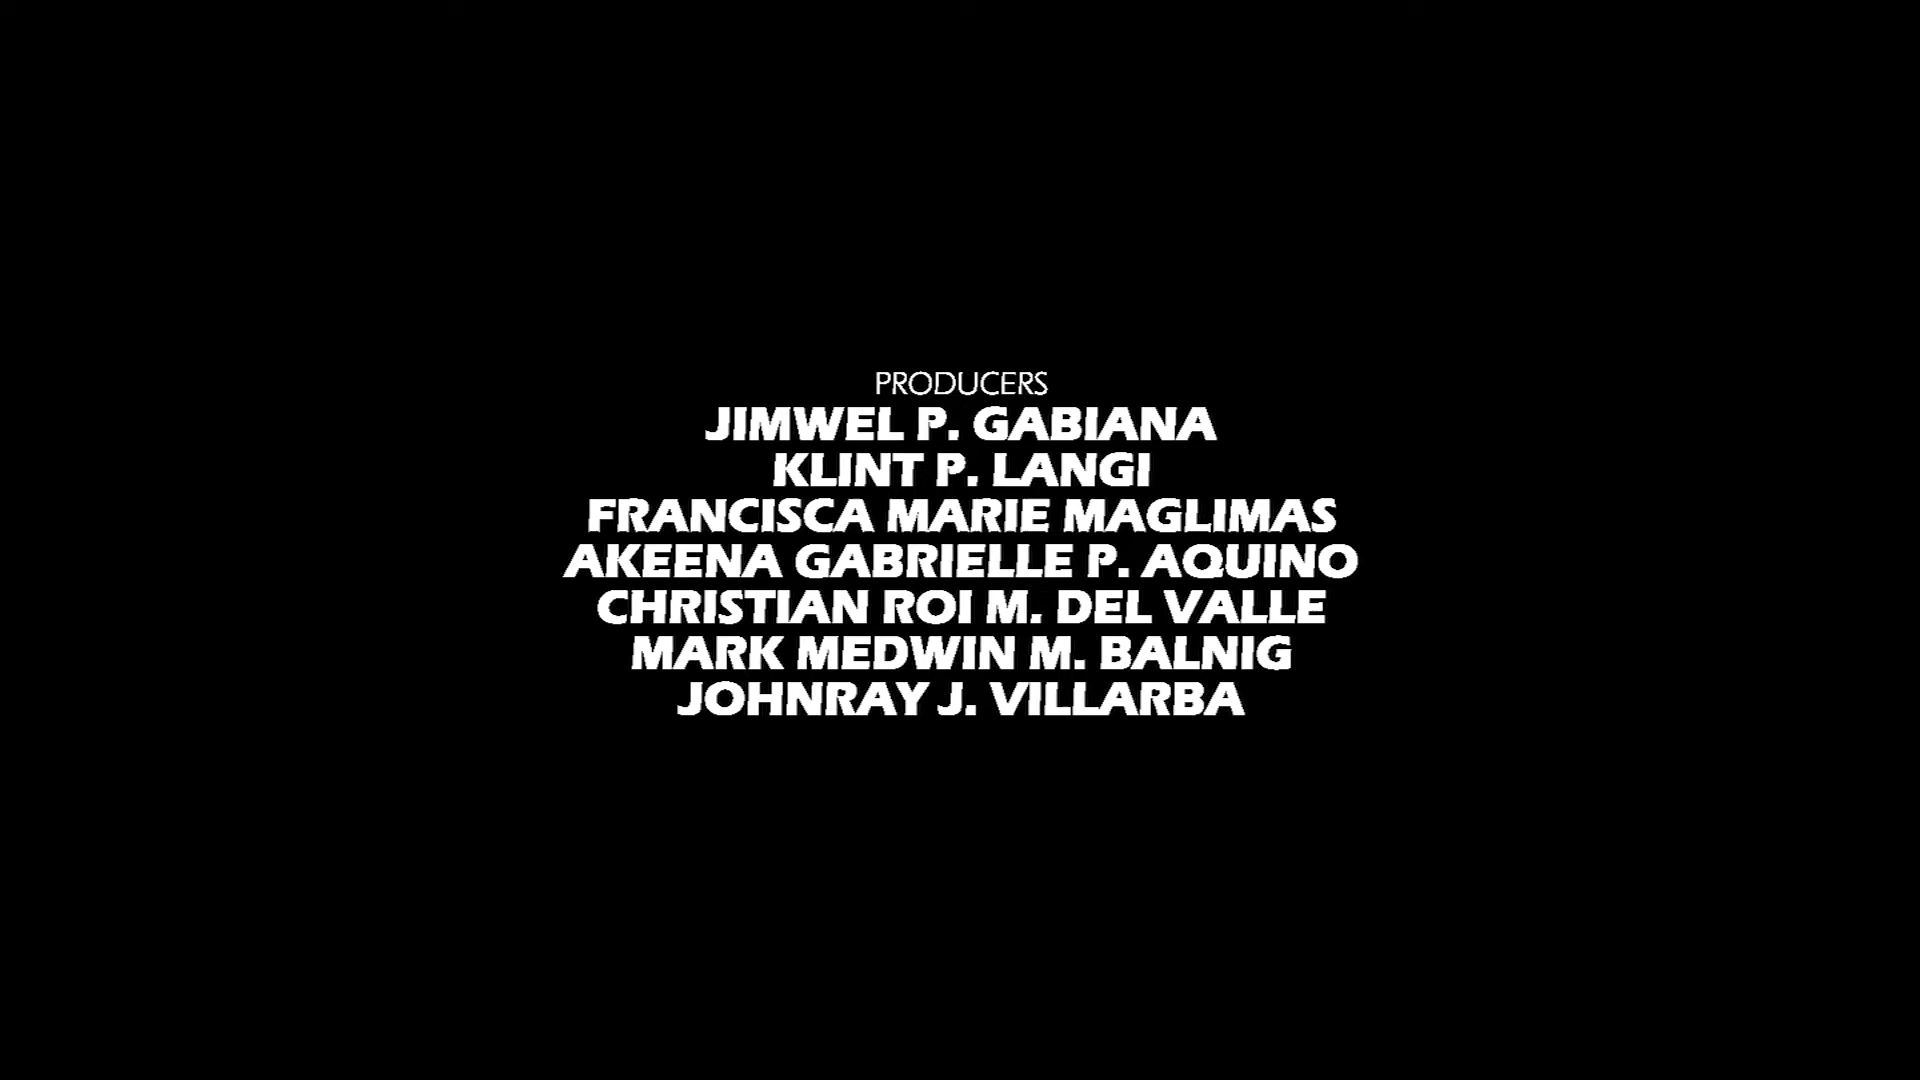 PRODUCERS
JIMWEL P. GABIANA
KLINT P. LANGI
FRANCISCA MARIE MAGLIMAS
AKEENA GABRIELLE P. AQUINO
CHRISTIAN ROI M. DEL VALLE
MARK MEDWIN M. BALNIG
JOHNRAY J. VILLARBA